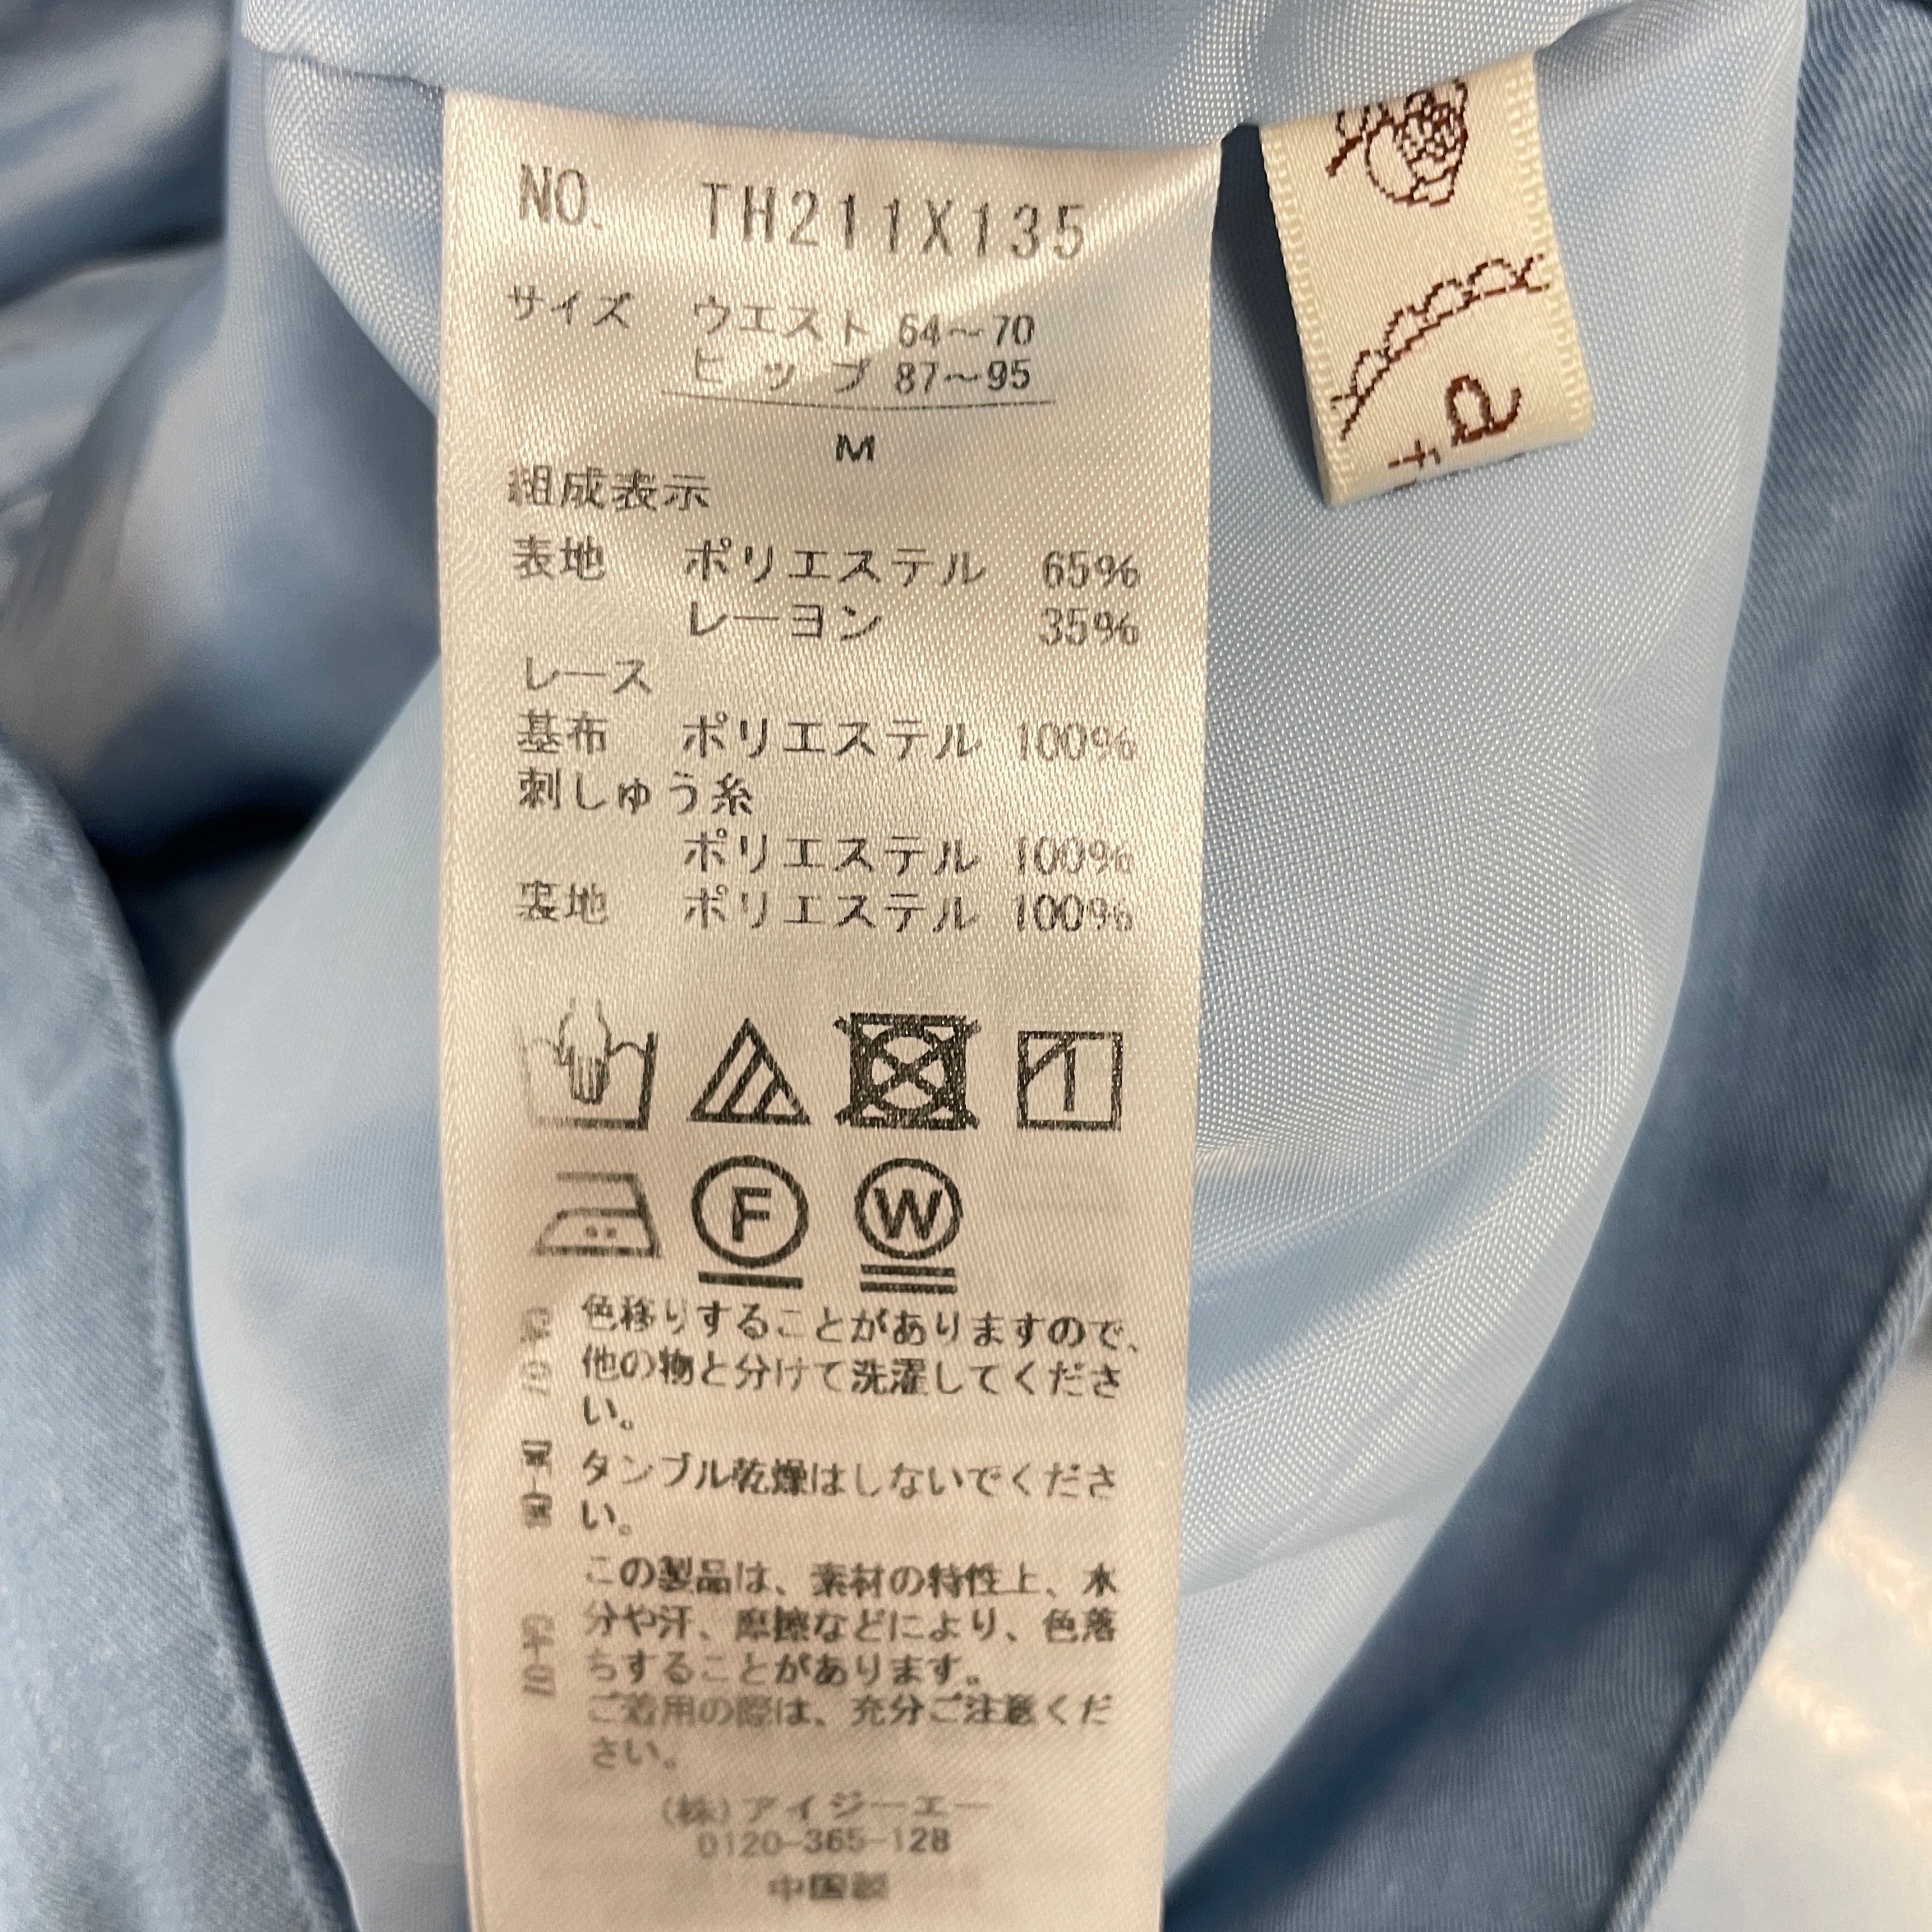 NO. TH211X135
サイズ ウエスト 64～70
ヒップ 87～95
M
組成表示
表地 ポリエステル 65%
レーヨン 35%
レース
基布 ポリエステル 100%
刺しゅう糸
ポリエステル 100%
裏地 ポリエステル 100%
F
W
色移りすることがありますので、
他の物と分けて洗濯してくださ
い。
タンブル乾燥はしないでくださ
い。
この製品は、素材の特性上、水
分や汗、摩擦などにより、色落
ちすることがあります。
ご着用の際は、充分ご注意くだ
さい。
(株)アイジーエー
0120-365-128
中国製
a